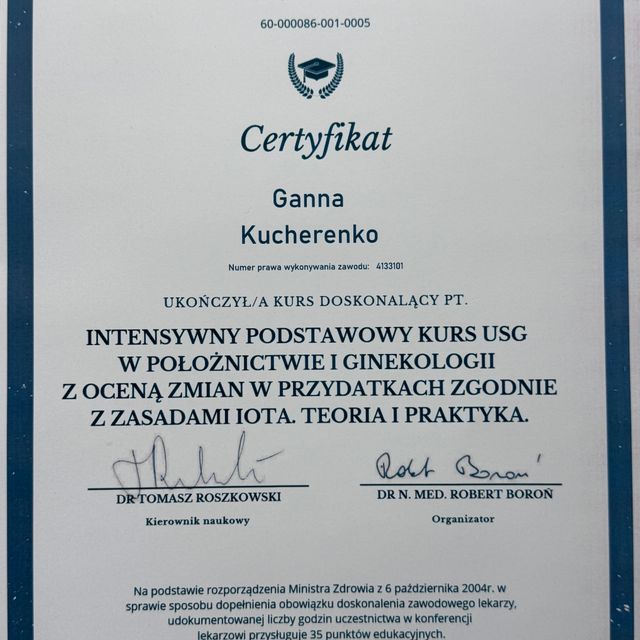 60-000086-001-0005
Certyfikat
Ganna
Kucherenko
Numer prawa wykonywania zawodu: 4133101
UKOŃCZYŁ/A KURS DOSKONALĄCY PT.
INTENSYWNY PODSTAWOWY KURS USG
W POŁOŻNICTWIE I GINEKOLOGII
Z OCENĄ ZMIAN W PRZYDATKACH ZGODNIE
Z ZASADAMI IOTA. TEORIA I PRAKTYKA.
Robert Boroń
DR TOMASZ ROSZKOWSKI
DR N. MED. ROBERT BOROŃ
Kierownik naukowy
Organizator
Na podstawie rozporządzenia Ministra Zdrowia z 6 października 2004r. w
sprawie sposobu dopełnienia obowiązku doskonalenia zawodowego lekarzy,
udokumentowanej liczby godzin uczestnictwa w konferencji
lekarzowi przysługuje 35 punktów edukacyjnych.